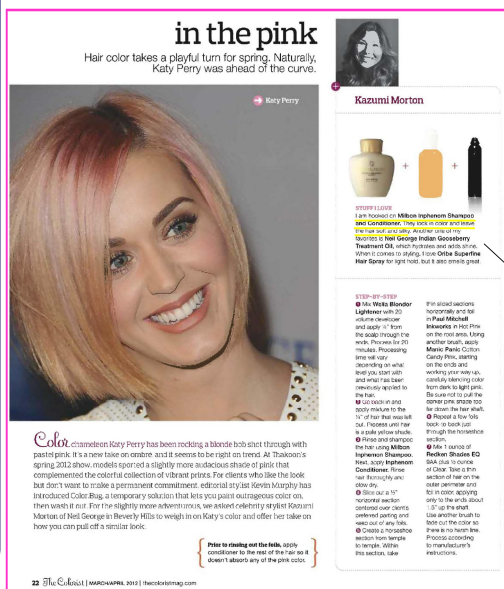 in the pink
Hair color takes a playful turn for spring. Naturally,
Katy Perry was ahead of the curve.
Katy Perry
Color chameleon Katy Perry has been rocking a blonde bob shot through with
pastel pink. It's a new take on ombré, and it seems to be right on trend. At Thakoon's
spring 2012 show, models sported a slightly more audacious shade of pink that
complemented the colorful collection of vibrant prints. For clients who like the look
but don't want to make a permanent commitment, editorial stylist Kevin Murphy has
introduced Color.Bug, a temporary solution that lets you paint outrageous color on,
then wash it out. For the slightly more adventurous, we asked celebrity stylist Kazumi
Morton of Neil George in Beverly Hills to weigh in on Katy's color and offer her take on
how you can pull off a similar look.
Prior to rinsing out the foils, apply
conditioner to the rest of the hair so it
doesn't absorb any of the pink color.
22 The Colorist | MARCH/APRIL 2012 | thecoloristmag.com
Kazumi Morton
+
+
STUFF I LOVE
I am hooked on Milbon Inphenom Shampoo
and Conditioner. They lock in color and leave
the hair soft and silky. Another one of my
favorites is Neil George Indian Gooseberry
Treatment Oil, which hydrates and adds shine.
When it comes to styling, I love Oribe Superfine
Hair Spray for light hold, but it also smells great.
STEP-BY-STEP
1 Mix Wella Blondor
Lightener with 20
volume developer
and apply ¼" from
the scalp through the
ends. Process for 20
minutes. Processing
time will vary
depending on what
level you start with
and what has been
previously applied to
the hair.
2 Go back in and
apply mixture to the
¼" of hair that was left
out. Process until hair
is a pale yellow shade.
3 Rinse and shampoo
the hair using Milbon
Inphenom Shampoo.
Next, apply Inphenom
Conditioner. Rinse
hair thoroughly and
blow dry.
4 Slice out a ½"
horizontal section
centered over client's
preferred parting and
keep out of any foils.
5 Create a horseshoe
section from temple
to temple. Within
this section, take
thin sliced sections
horizontally and foil
in Paul Mitchell
Inkworks in Hot Pink
on the root area. Using
another brush, apply
Manic Panic Cotton
Candy Pink, starting
on the ends and
working your way up,
carefully blending color
from dark to light pink.
Be sure not to pull the
darker pink shade too
far down the hair shaft.
6 Repeat a few foils
back-to-back just
through the horseshoe
section.
7 Mix 1 ounce of
Redken Shades EQ
9AA plus ½ ounce
of Clear. Take a thin
section of hair on the
outer perimeter and
foil in color, applying
only to the ends about
1.5" up the shaft.
Use another brush to
fade out the color so
there is no harsh line.
Process according
to manufacturer's
instructions.